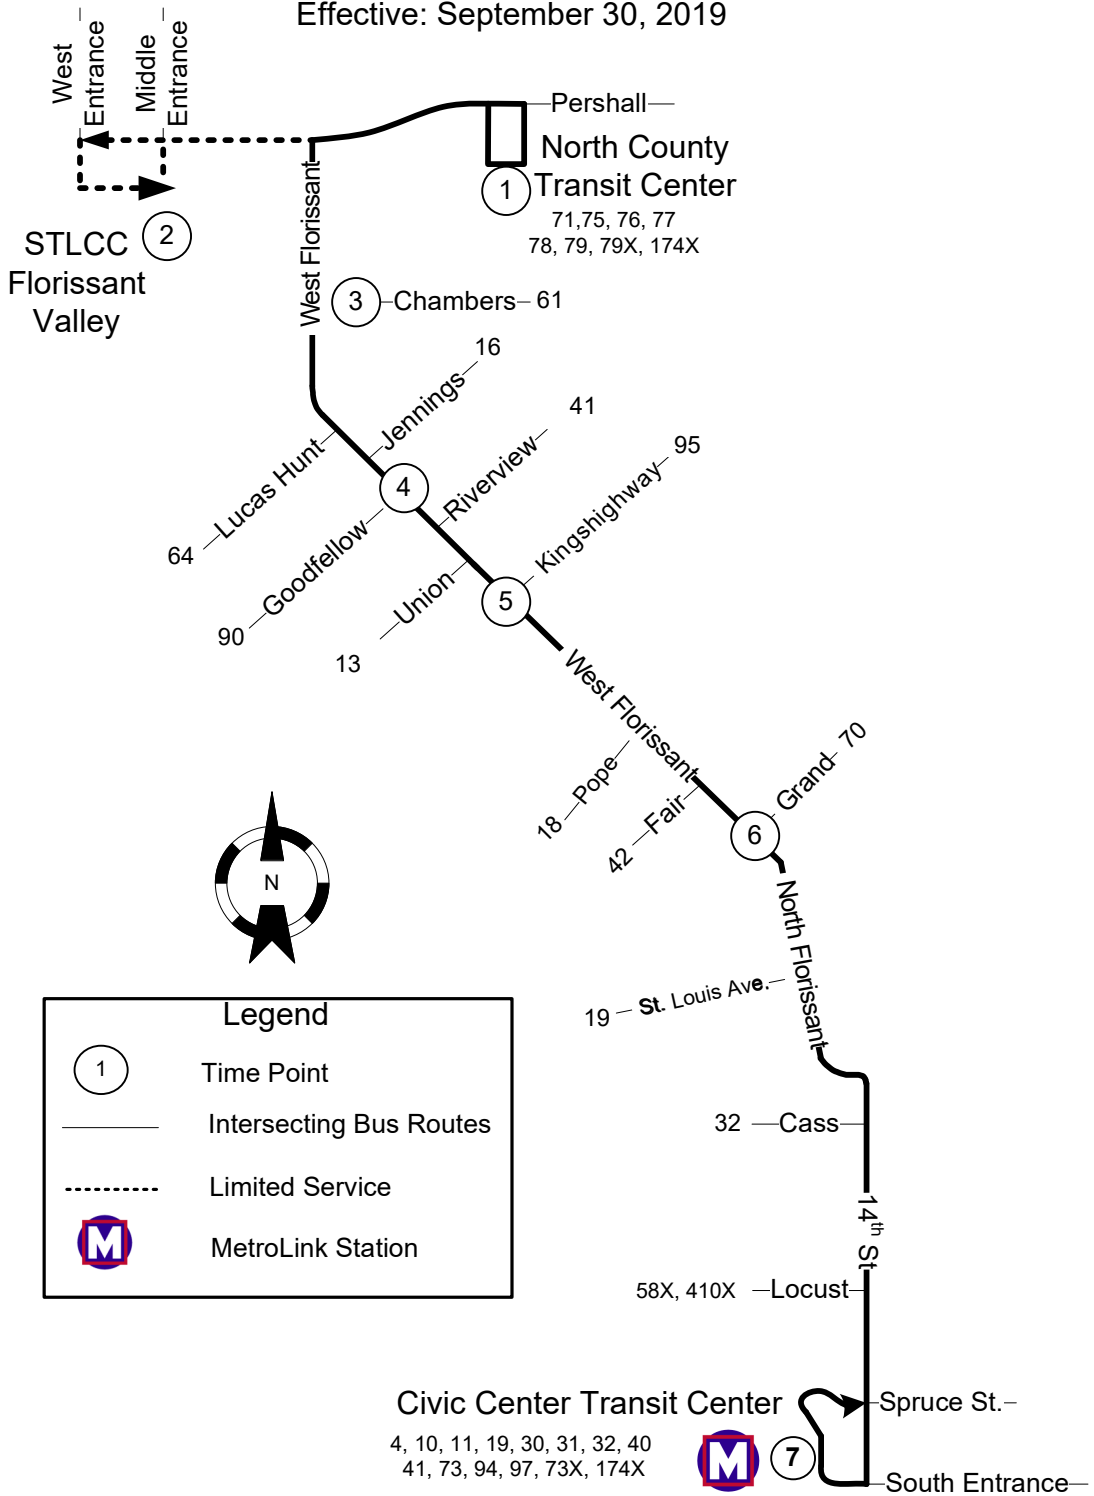 Effective: September 30, 2019
West
Entrance
Middle
Entrance
Pershall
North County
Transit Center
1
71,75, 76, 77
78, 79, 79X, 174X
2
STLCC
Florissant
Valley
West Florissant
3
Chambers
61
16
Jennings
41
Riverview
95
Kingshighway
Lucas Hunt
64
4
Goodfellow
90
Union
13
5
West Florissant
Pope
18
Fair
42
Grand
70
6
N
North Florissant
St. Louis Ave.
19
Legend
1
Time Point
Intersecting Bus Routes
Limited Service
M
MetroLink Station
32
Cass
14th St
58X, 410X
Locust
Civic Center Transit Center
4, 10, 11, 19, 30, 31, 32, 40
41, 73, 94, 97, 73X, 174X
M
7
Spruce St.
South Entrance